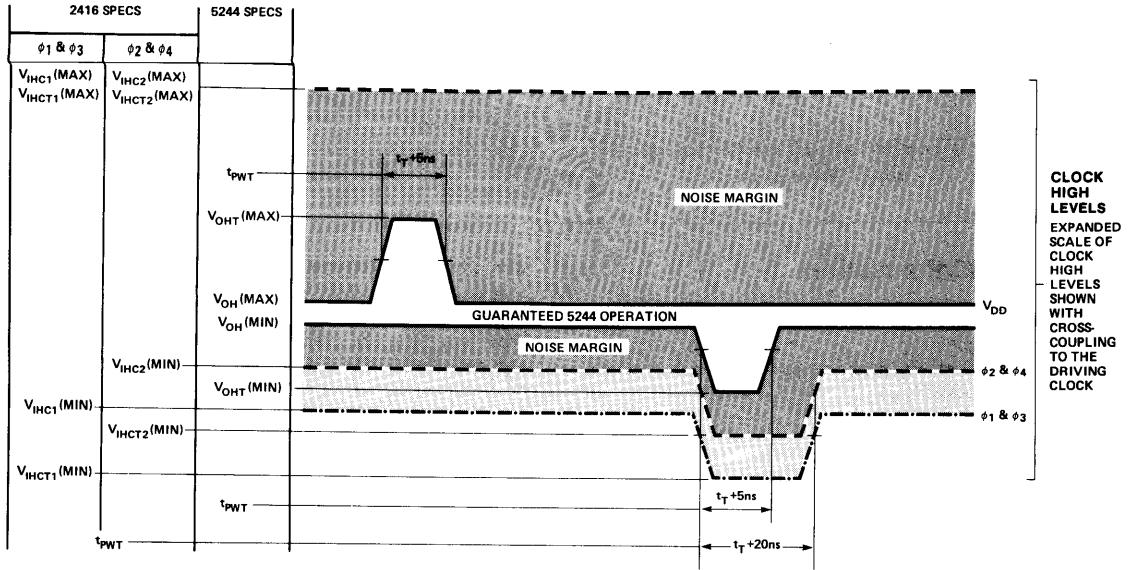 2416 SPECS
5244 SPECS
ϕ1 & ϕ3
ϕ2 & ϕ4
VIHC1(MAX)
VIHC2(MAX)
VIHCT1(MAX)
VIHCT2(MAX)
tT+5ns
tPWT
NOISE MARGIN
VOHT(MAX)
VOH(MAX)
VDD
GUARANTEED 5244 OPERATION
VOH(MIN)
NOISE MARGIN
VIHC2(MIN)
ϕ2 & ϕ4
VOHT(MIN)
VIHC1(MIN)
ϕ1 & ϕ3
VIHCT2(MIN)
VIHCT1(MIN)
tT+5ns
tPWT
tPWT
tT+20ns
CLOCK
HIGH
LEVELS
EXPANDED
SCALE OF
CLOCK
HIGH
LEVELS
SHOWN
WITH
CROSS-
COUPLING
TO THE
DRIVING
CLOCK